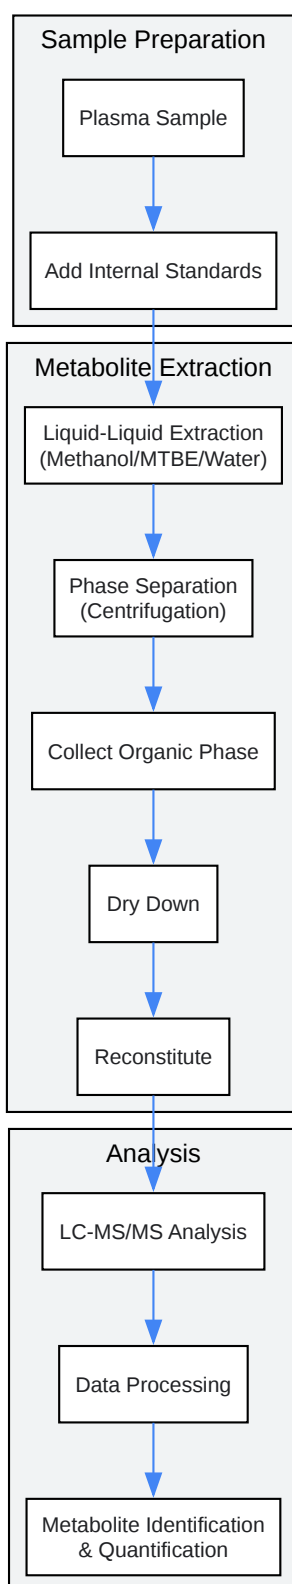 Sample Preparation
Plasma Sample
Add Internal Standards
Metabolite Extraction
Liquid-Liquid Extraction
(Methanol/MTBE/Water)
Phase Separation
(Centrifugation)
Collect Organic Phase
Dry Down
Reconstitute
Analysis
LC-MS/MS Analysis
Data Processing
Metabolite Identification
& Quantification